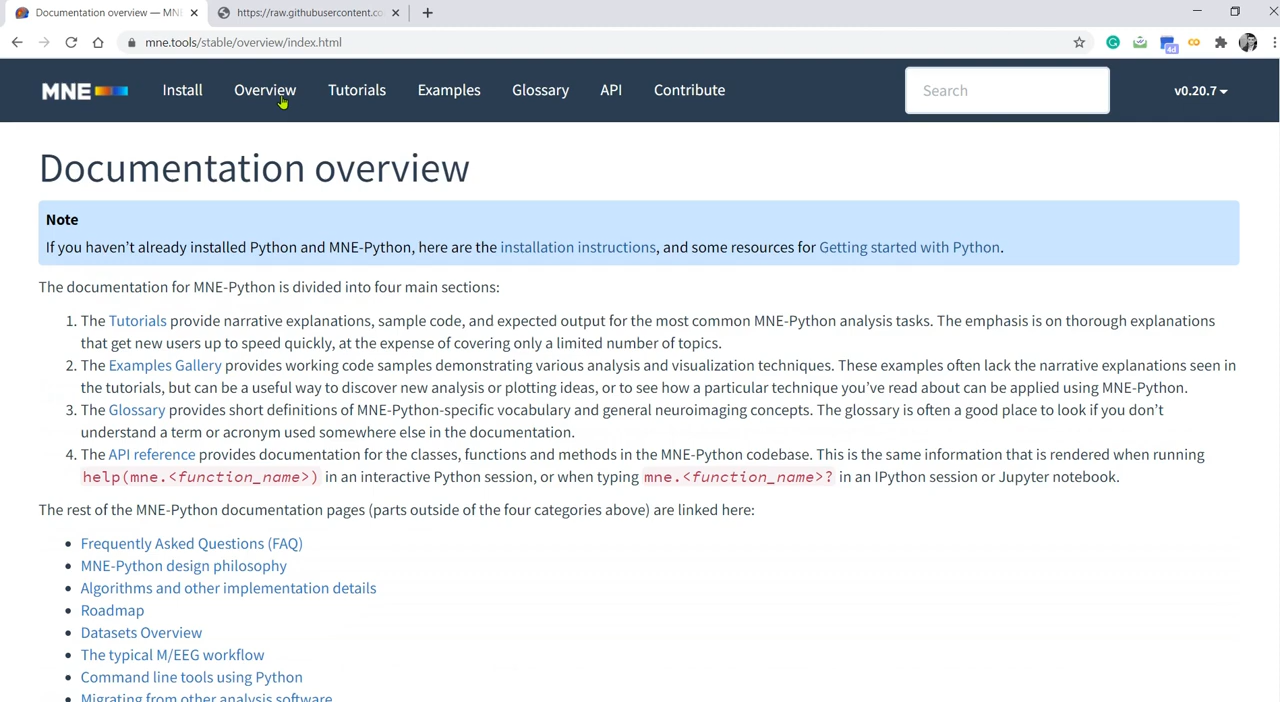 Documentation overview — MN
https://raw.githubusercontent.co
mne.tools/stable/overview/index.html
4d
MNE Install Overview Tutorials Examples Glossary API Contribute Search v0.20.7
Documentation overview
Note
If you haven’t already installed Python and MNE-Python, here are the installation instructions, and some resources for Getting started with Python.
The documentation for MNE-Python is divided into four main sections:
1. The Tutorials provide narrative explanations, sample code, and expected output for the most common MNE-Python analysis tasks. The emphasis is on thorough explanations
that get new users up to speed quickly, at the expense of covering only a limited number of topics.
2. The Examples Gallery provides working code samples demonstrating various analysis and visualization techniques. These examples often lack the narrative explanations seen in
the tutorials, but can be a useful way to discover new analysis or plotting ideas, or to see how a particular technique you’ve read about can be applied using MNE-Python.
3. The Glossary provides short definitions of MNE-Python-specific vocabulary and general neuroimaging concepts. The glossary is often a good place to look if you don’t
understand a term or acronym used somewhere else in the documentation.
4. The API reference provides documentation for the classes, functions and methods in the MNE-Python codebase. This is the same information that is rendered when running
help(mne.<function_name>) in an interactive Python session, or when typing mne.<function_name>? in an IPython session or Jupyter notebook.
The rest of the MNE-Python documentation pages (parts outside of the four categories above) are linked here:
• Frequently Asked Questions (FAQ)
• MNE-Python design philosophy
• Algorithms and other implementation details
• Roadmap
• Datasets Overview
• The typical M/EEG workflow
• Command line tools using Python
• Migrating from other analysis software